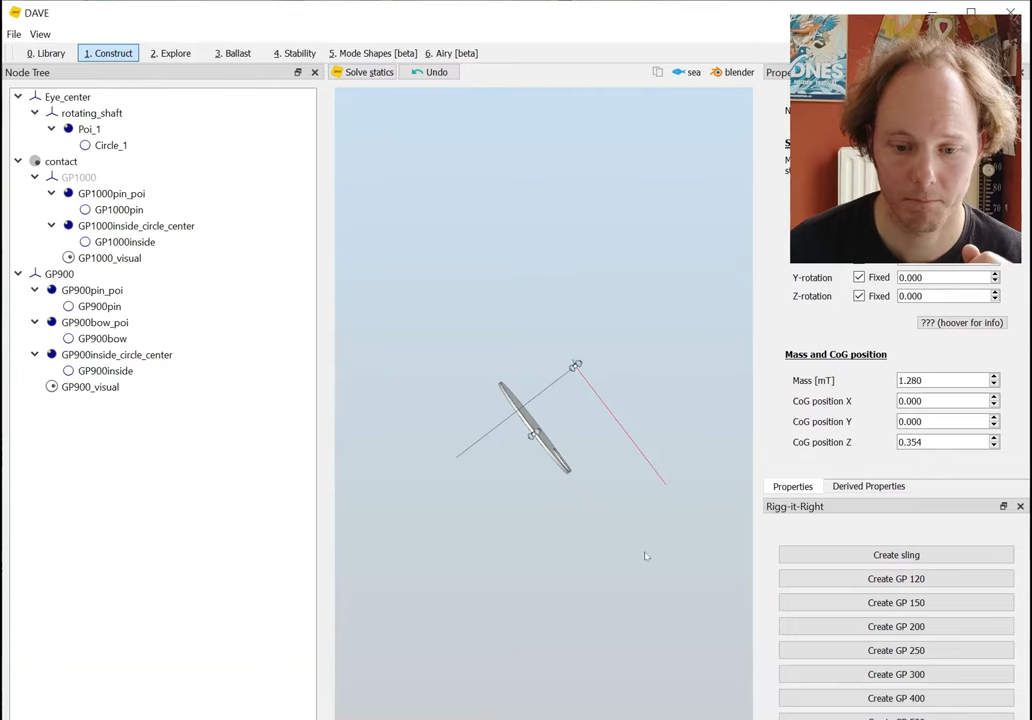 DAVE
File View
0. Library 1. Construct 2. Explore 3. Ballast 4. Stability 5. Mode Shapes [beta] 6. Airy [beta]
Node Tree
Solve statics Undo sea blender
Eye_center
rotating_shaft
Poi_1
Circle_1
contact
GP1000
GP1000pin_poi
GP1000pin
GP1000inside_circle_center
GP1000inside
GP1000_visual
GP900
GP900pin_poi
GP900pin
GP900bow_poi
GP900bow
GP900inside_circle_center
GP900inside
GP900_visual
ONES
Y-rotation Fixed 0.000
Z-rotation Fixed 0.000
??? (hoover for info)
Mass and CoG position
Mass [mT] 1.280
CoG position X 0.000
CoG position Y 0.000
CoG position Z 0.354
Properties Derived Properties
Rigg-it-Right
Create sling
Create GP 120
Create GP 150
Create GP 200
Create GP 250
Create GP 300
Create GP 400